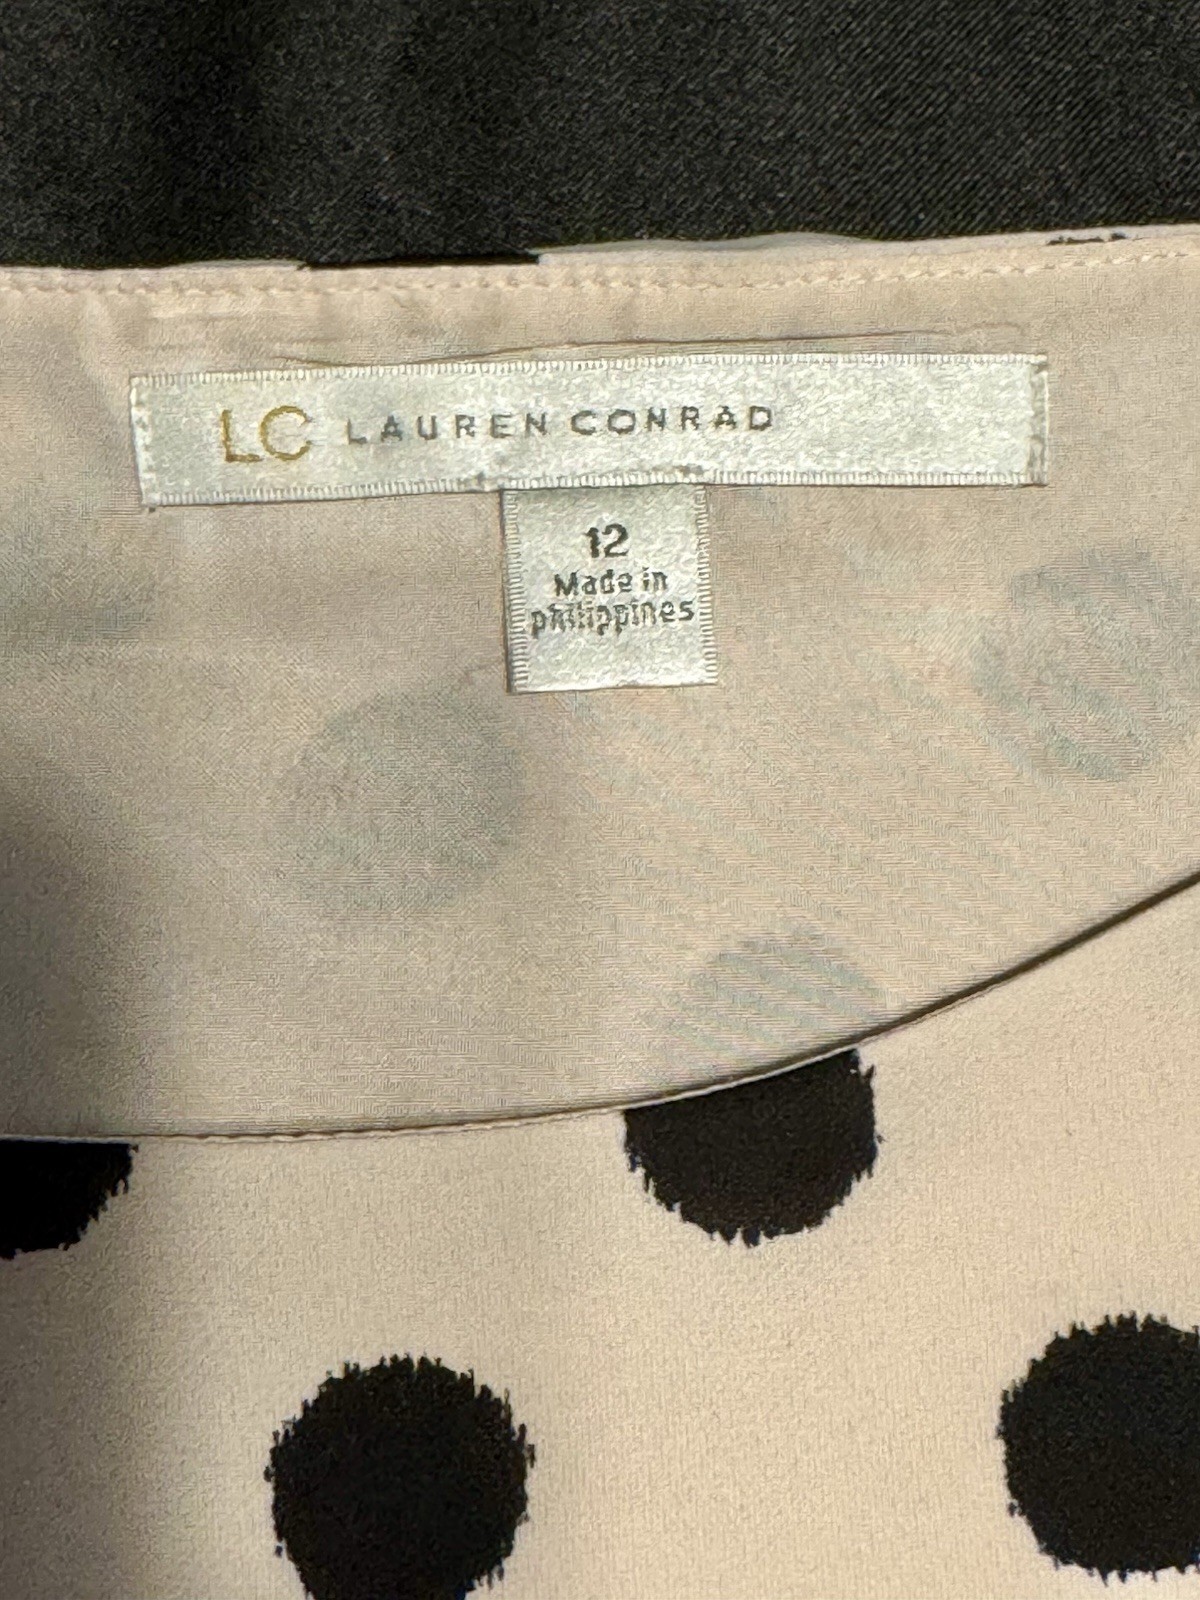 LC LAUREN CONRAD
12
Made in
philippines